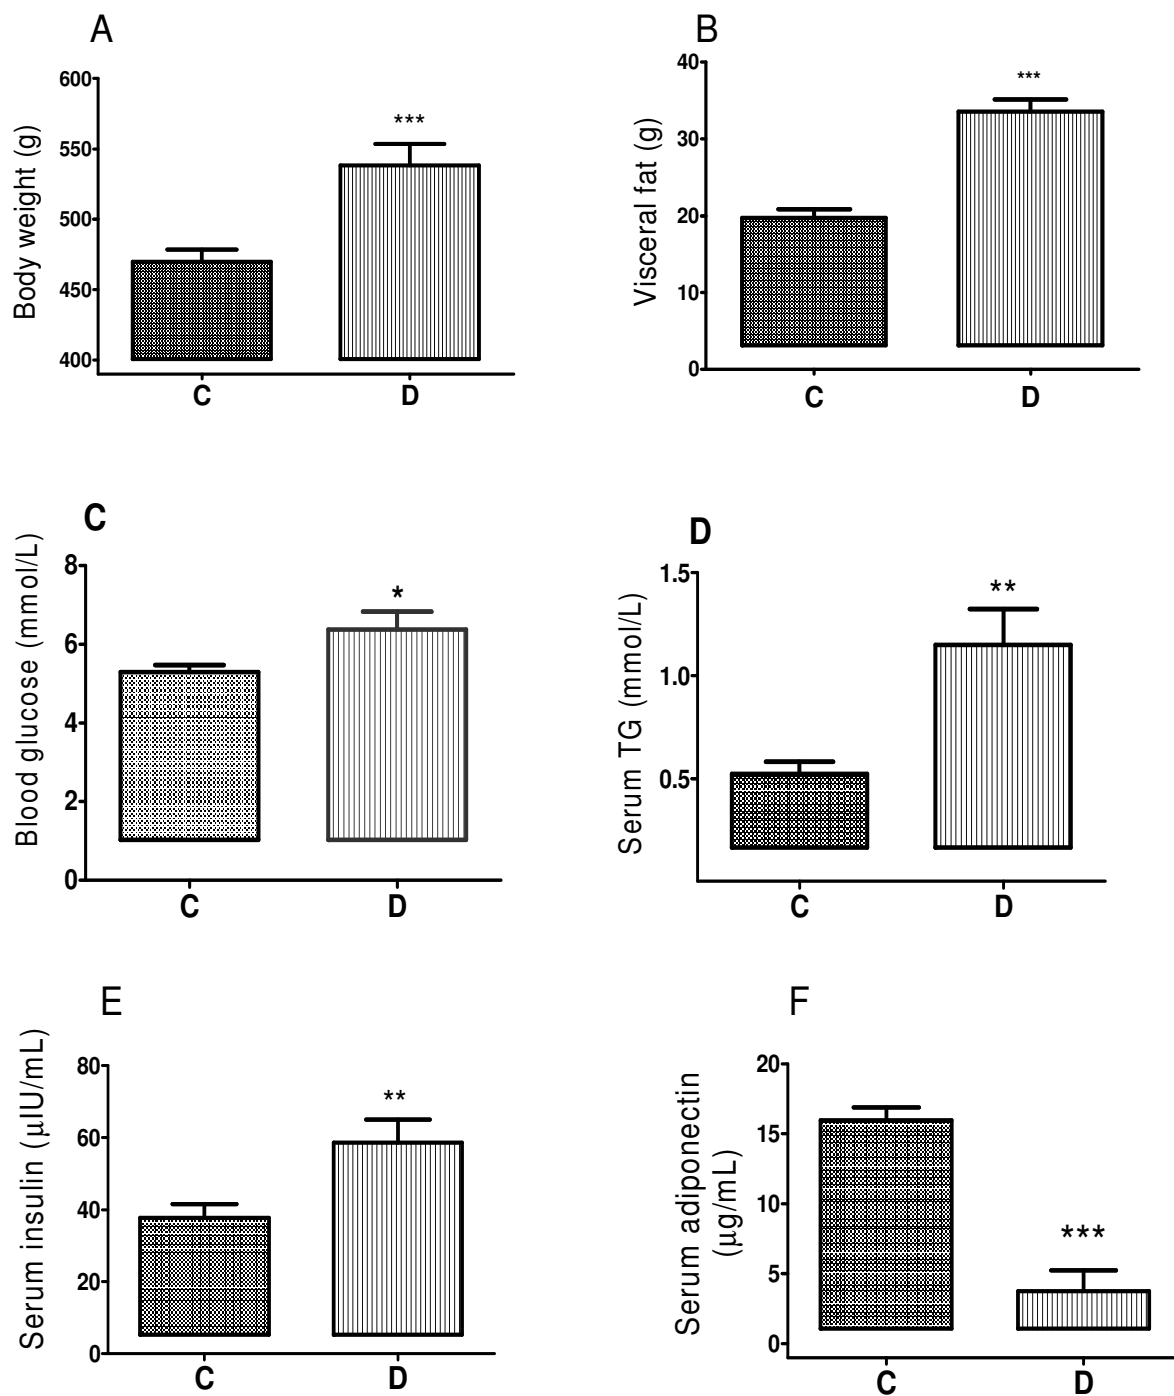 A
Body weight (g)
600
550
500
450
400
***
C
D
B
Visceral fat (g)
40
30
20
10
0
***
C
D
C
Blood glucose (mmol/L)
8
6
4
2
0
*
C
D
D
Serum TG (mmol/L)
1.5
1.0
0.5
**
C
D
E
Serum insulin (μIU/mL)
80
60
40
20
0
**
C
D
F
Serum adiponectin
(μg/mL)
20
15
10
5
0
***
C
D